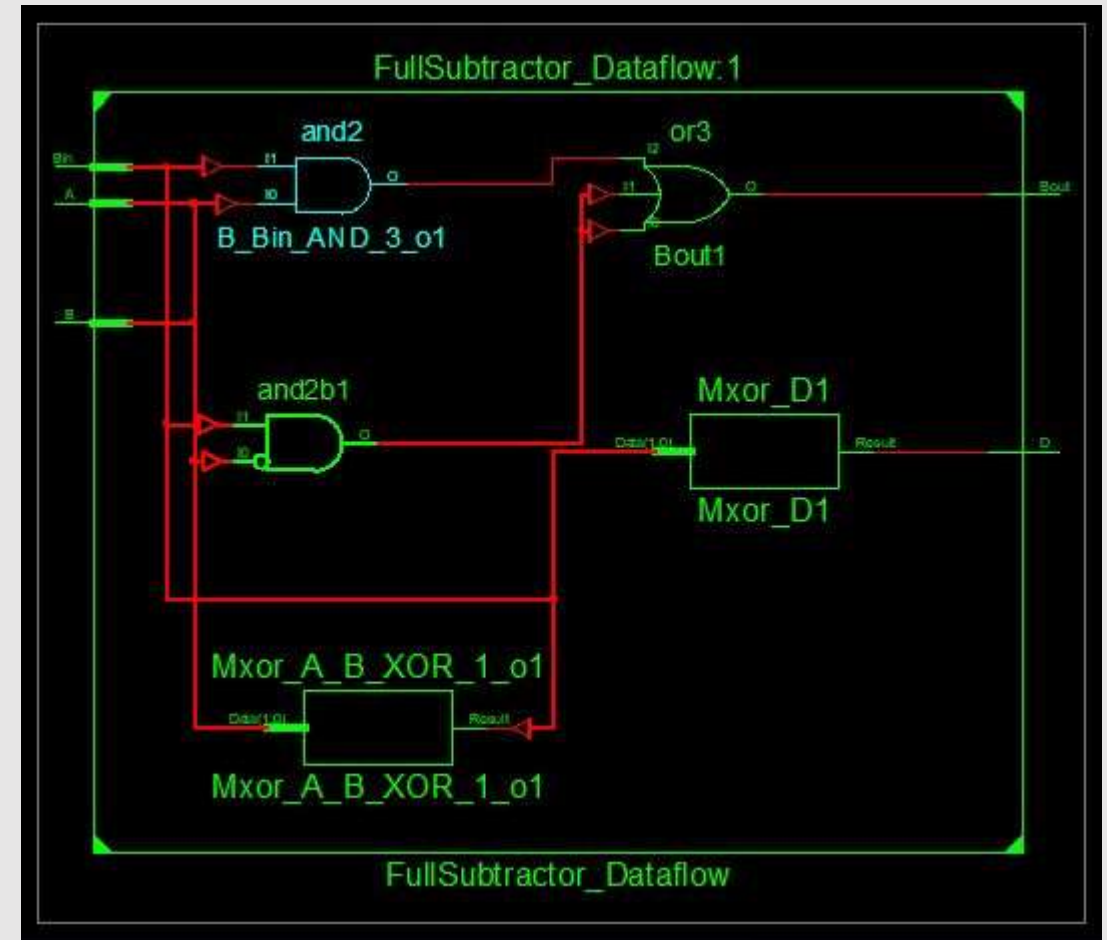 FullSubtractor_Dataflow:1
and2
or3
Bin
I1
O
I2
A
I0
I1
O
Bout
B_Bin_AND_3_o1
Bout1
B
and2b1
Mxor_D1
I1
O
Data(1:0)
Result
D
I0
Mxor_D1
Mxor_A_B_XOR_1_o1
Data(1:0)
Result
Mxor_A_B_XOR_1_o1
FullSubtractor_Dataflow